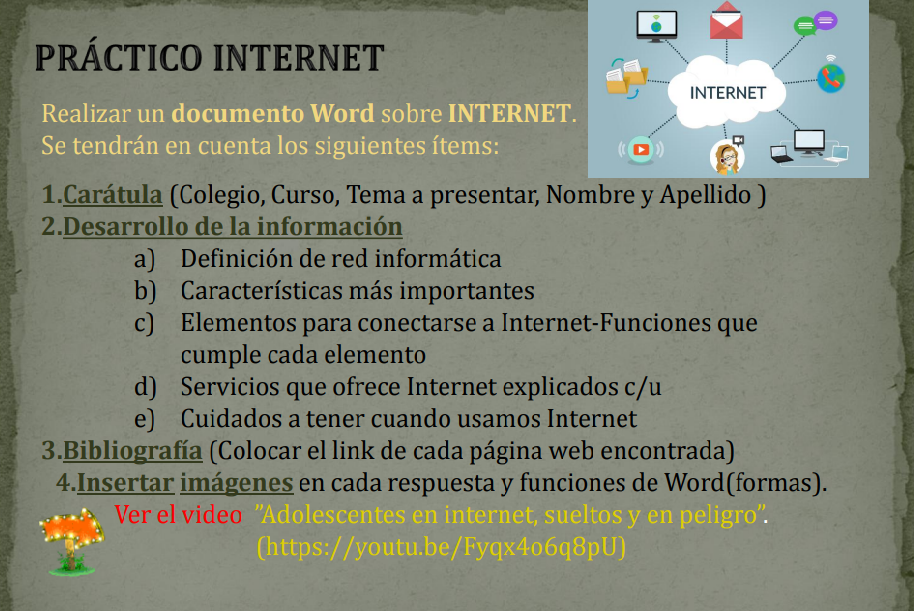 PRÁCTICO INTERNET
INTERNET
Realizar un documento Word sobre INTERNET.
Se tendrán en cuenta los siguientes ítems:
1.Carátula (Colegio, Curso, Tema a presentar, Nombre y Apellido )
2.Desarrollo de la información
a) Definición de red informática
b) Características más importantes
c) Elementos para conectarse a Internet-Funciones que
cumple cada elemento
d) Servicios que ofrece Internet explicados c/u
e) Cuidados a tener cuando usamos Internet
3.Bibliografía (Colocar el link de cada página web encontrada)
4.Insertar imágenes en cada respuesta y funciones de Word(formas).
Ver el video ”Adolescentes en internet, sueltos y en peligro”.
(https://youtu.be/Fyqx4o6q8pU)